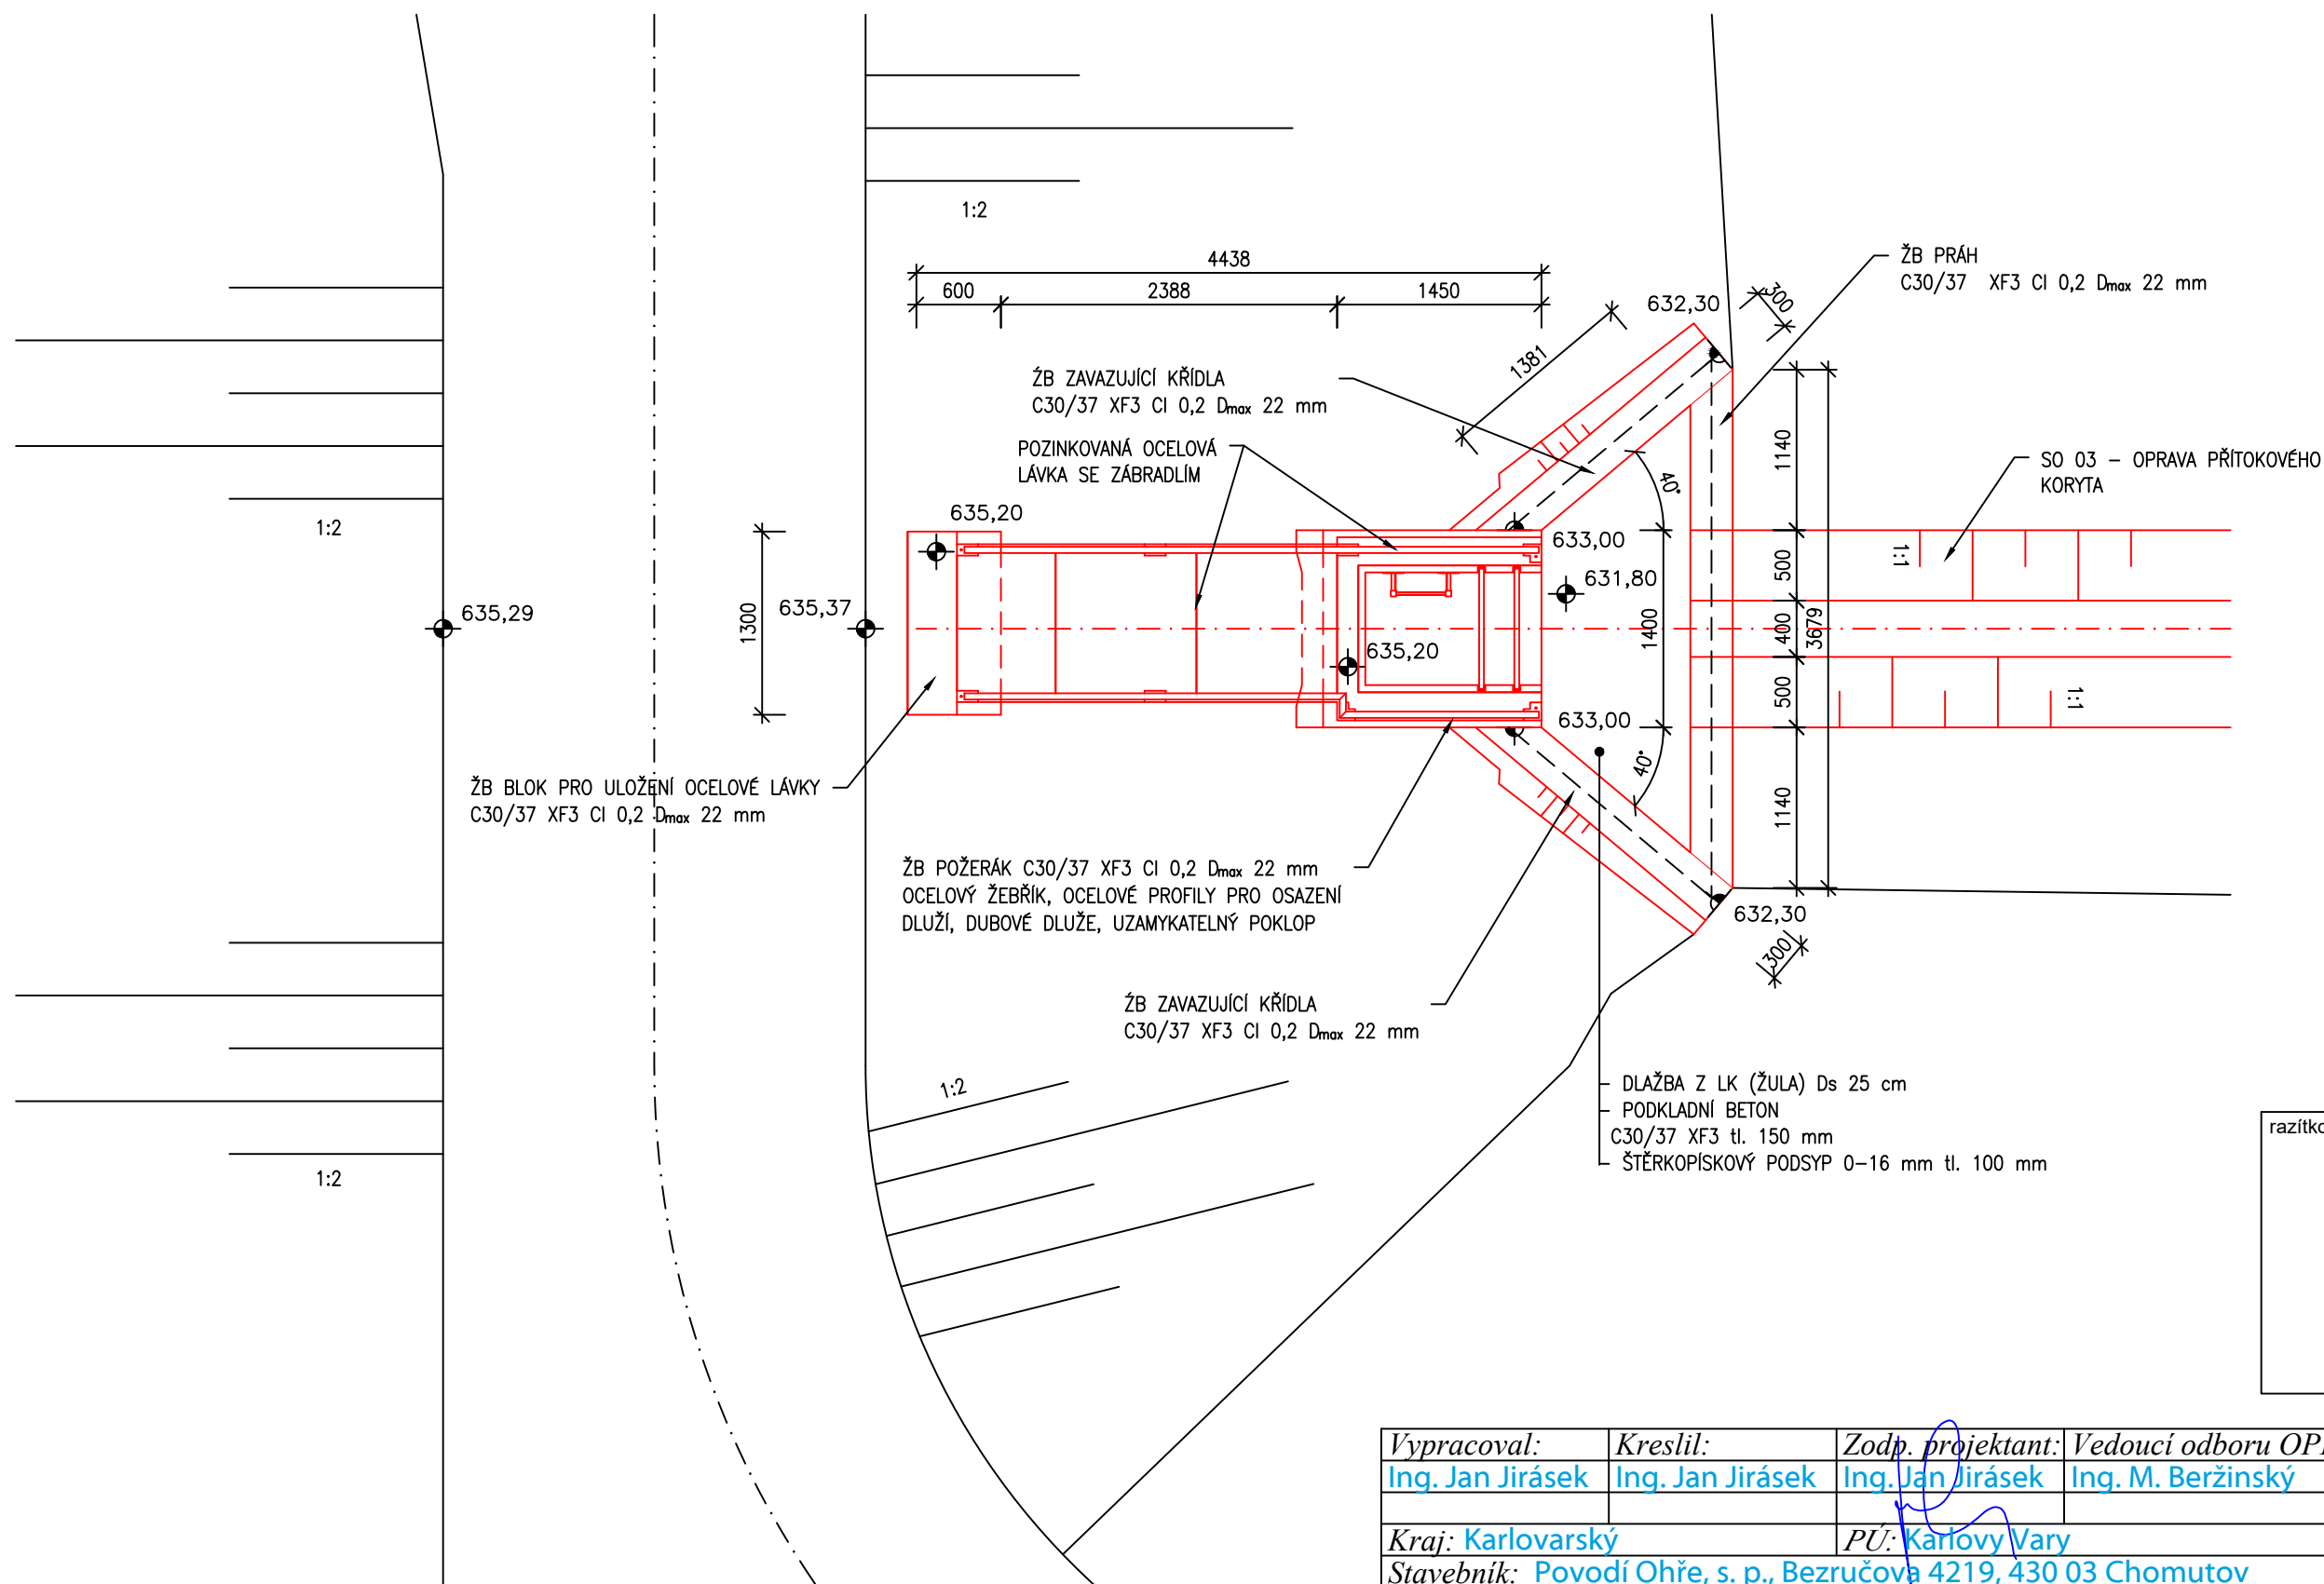 1:2
4438
600
2388
1450
632,30
300
ŽB PRÁH
C30/37 XF3 Cl 0,2 Dmax 22 mm
1381
ŽB ZAVAZUJÍCÍ KŘÍDLA
C30/37 XF3 Cl 0,2 Dmax 22 mm
POZINKOVANÁ OCELOVÁ
LÁVKA SE ZÁBRADLÍM
1140
SO 03 – OPRAVA PŘÍTOKOVÉHO
KORYTA
40°
1:2
635,20
633,00
1:1
500
631,80
635,29
1300
635,37
1400
400
3679
635,20
500
1:1
633,00
40°
1140
ŽB BLOK PRO ULOŽENÍ OCELOVÉ LÁVKY
C30/37 XF3 Cl 0,2 Dmax 22 mm
ŽB POŽERÁK C30/37 XF3 Cl 0,2 Dmax 22 mm
OCELOVÝ ŽEBŘÍK, OCELOVÉ PROFILY PRO OSAZENÍ
DLUŽÍ, DUBOVÉ DLUŽE, UZAMYKATELNÝ POKLOP
632,30
300
ŽB ZAVAZUJÍCÍ KŘÍDLA
C30/37 XF3 Cl 0,2 Dmax 22 mm
1:2
DLAŽBA Z LK (ŽULA) Ds 25 cm
PODKLADNÍ BETON
C30/37 XF3 tl. 150 mm
ŠTĚRKOPÍSKOVÝ PODSYP 0–16 mm tl. 100 mm
1:2
Vypracoval: Kreslil: Zodp. projektant: Vedoucí odboru
Ing. Jan Jirásek Ing. Jan Jirásek Ing. Jan Jirásek Ing. M. Beržinský
Kraj: Karlovarský PÚ: Karlovy Vary
Stavebník: Povodí Ohře, s. p., Bezručova 4219, 430 03 Chomutov